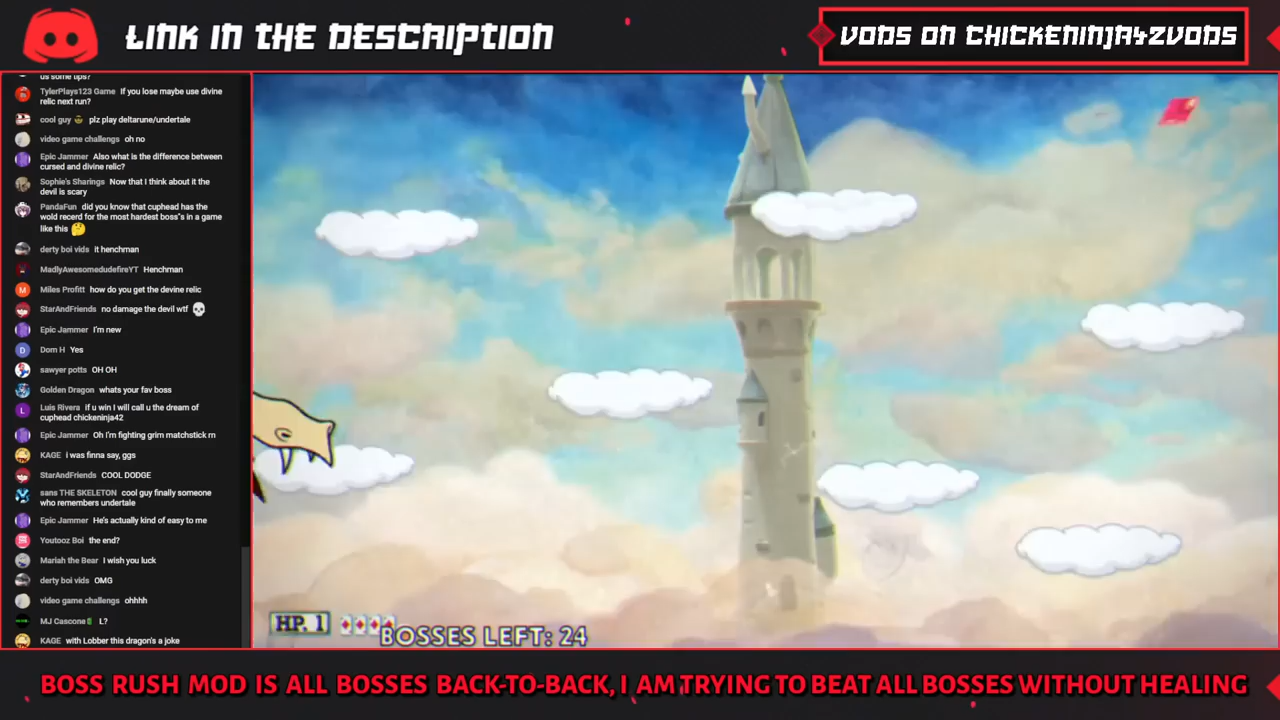 LINK IN THE DESCRIPTION
VODS ON CHICKENINJA42VODS
us some tips?
TylerPlays123 Game If you lose maybe use divine
relic next run?
cool guy 😎 plz play deltarune/undertale
video game challengs oh no
Epic Jammer Also what is the difference between
cursed and divine relic?
Sophie's Sharings Now that I think about it the
devil is scary
PandaFun did you know that cuphead has the
wold recerd for the most hardest boss"s in a game
like this 🤔
derty boi vids it henchman
MadlyAwesomedudefireYT Henchman
M
Miles Profitt how do you get the devine relic
StarAndFriends no damage the devil wtf 💀
Epic Jammer I'm new
D
Dom H Yes
sawyer potts OH OH
Golden Dragon whats your fav boss
L
Luis Rivera if u win I will call u the dream of
cuphead chickeninja42
Epic Jammer Oh I'm fighting grim matchstick rn
KAGE i was finna say, ggs
StarAndFriends COOL DODGE
sans THE SKELETON cool guy finally someone
who remembers undertale
Epic Jammer He's actually kind of easy to me
Youtooz Boi the end?
Mariah the Bear I wish you luck
derty boi vids OMG
video game challengs ohhhh
MJ Cascone L?
KAGE with Lobber this dragon's a joke
HP. 1
BOSSES LEFT: 24
BOSS RUSH MOD IS ALL BOSSES BACK-TO-BACK, I AM TRYING TO BEAT ALL BOSSES WITHOUT HEALING